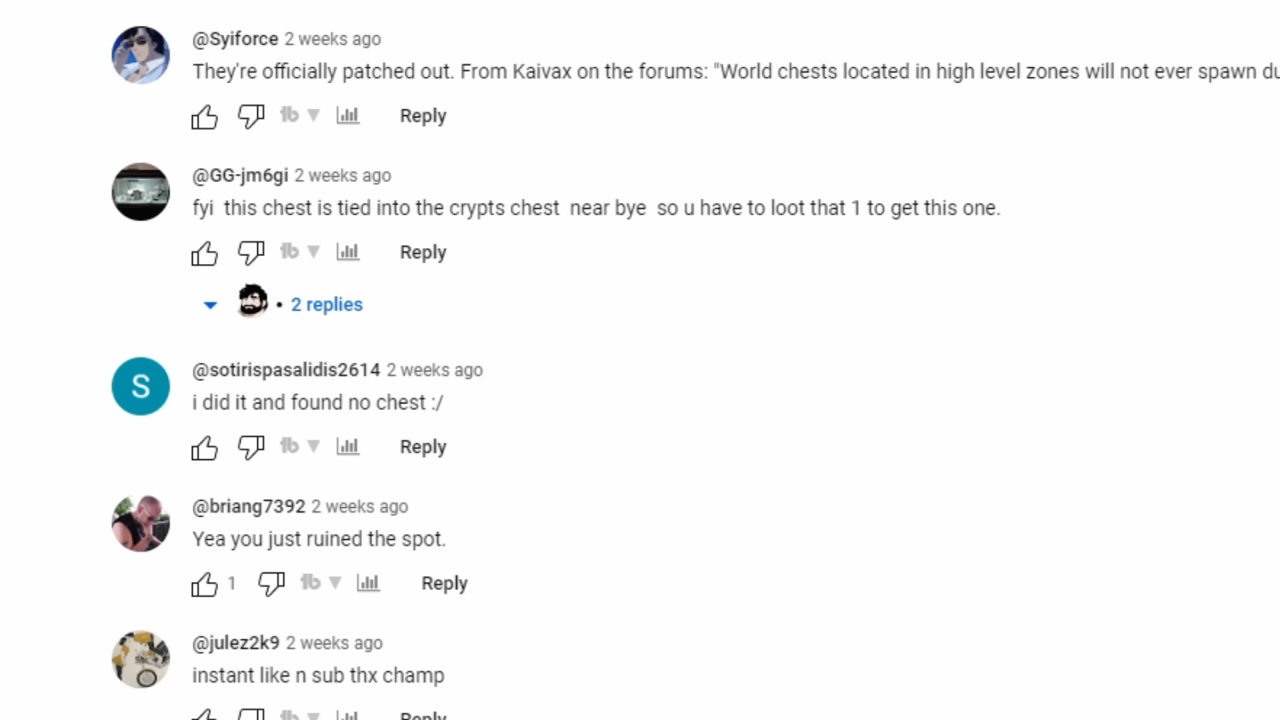 @Syiforce 2 weeks ago
They're officially patched out. From Kaivax on the forums: "World chests located in high level zones will not ever spawn du
Reply
@GG-jm6gi 2 weeks ago
fyi  this chest is tied into the crypts chest  near bye  so u have to loot that 1 to get this one.
Reply
• 2 replies
S
@sotirispasalidis2614 2 weeks ago
i did it and found no chest :/
Reply
@briang7392 2 weeks ago
Yea you just ruined the spot.
1 Reply
@julez2k9 2 weeks ago
instant like n sub thx champ
Reply